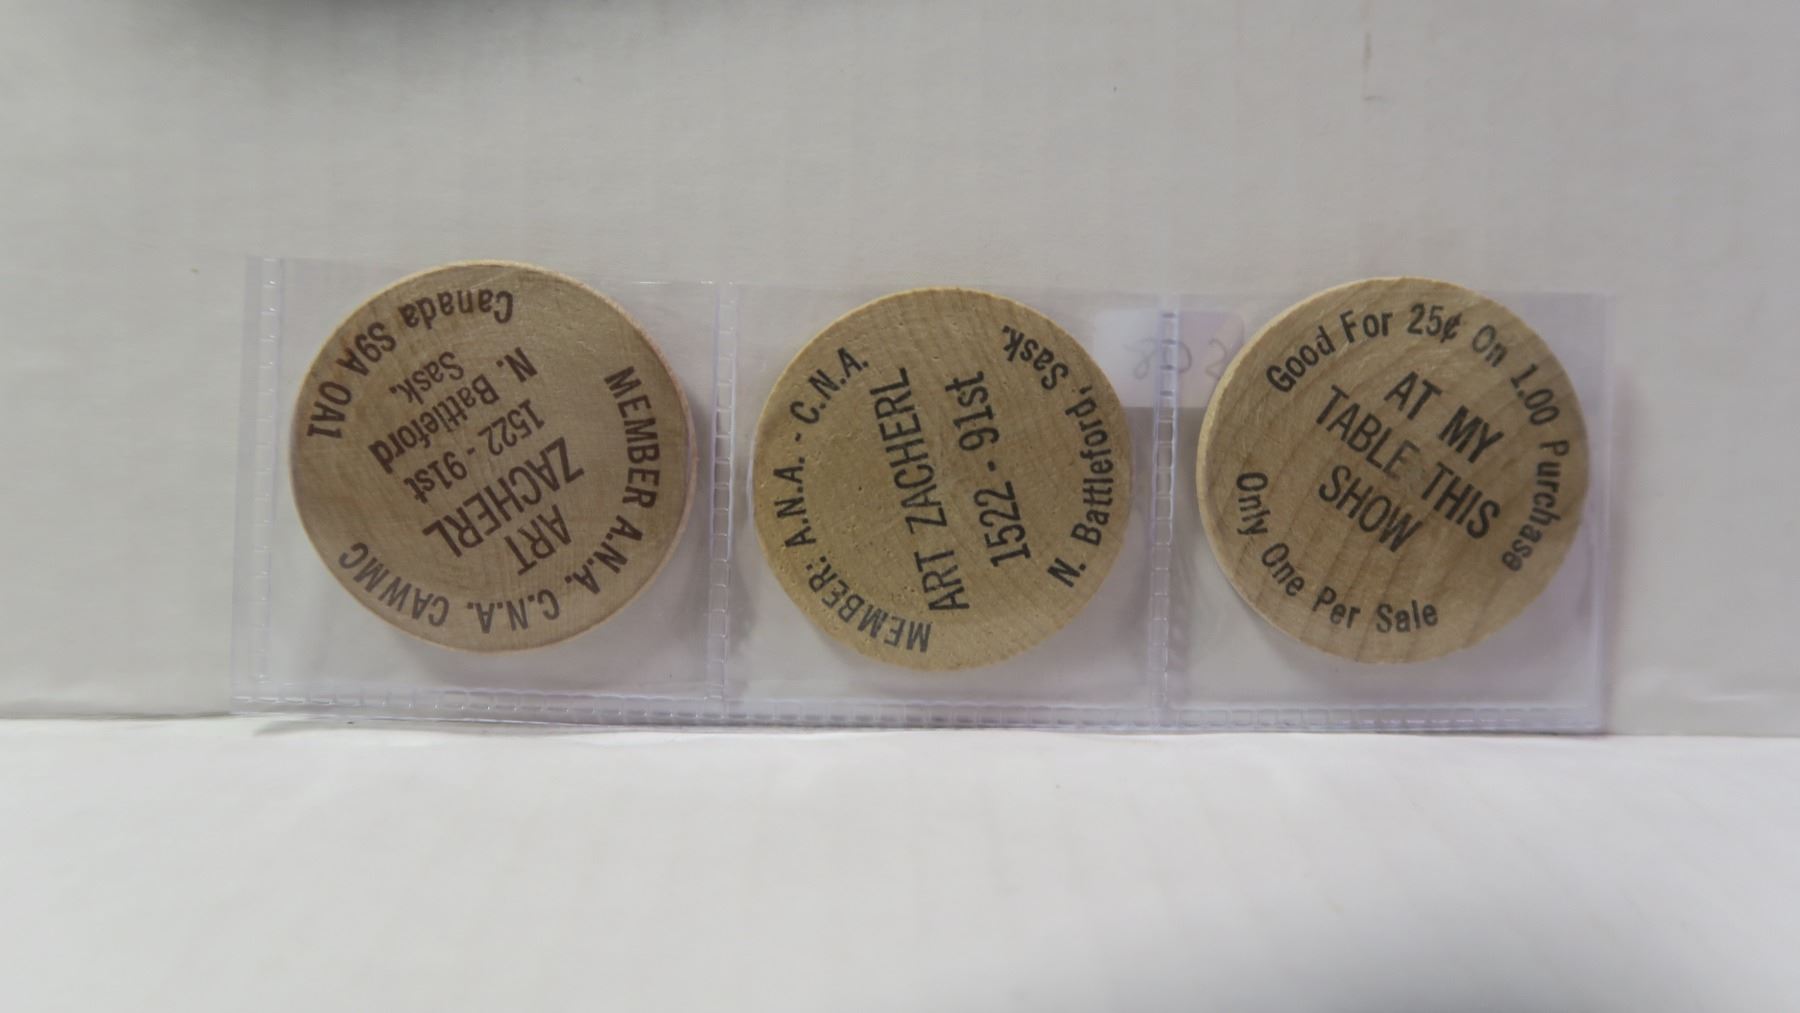 MEMBER A.N.A. C.N.A. CAWMC
ART
ZACHERL
1522 - 91st
N. Battleford
Sask.
Canada S9A OA1
MEMBER: A.N.A. - C.N.A.
ART ZACHERL
1522 - 91st
N. Battleford, Sask.
Good For 25¢ On 1.00 Purchase
AT MY
TABLE THIS
SHOW
Only One Per Sale